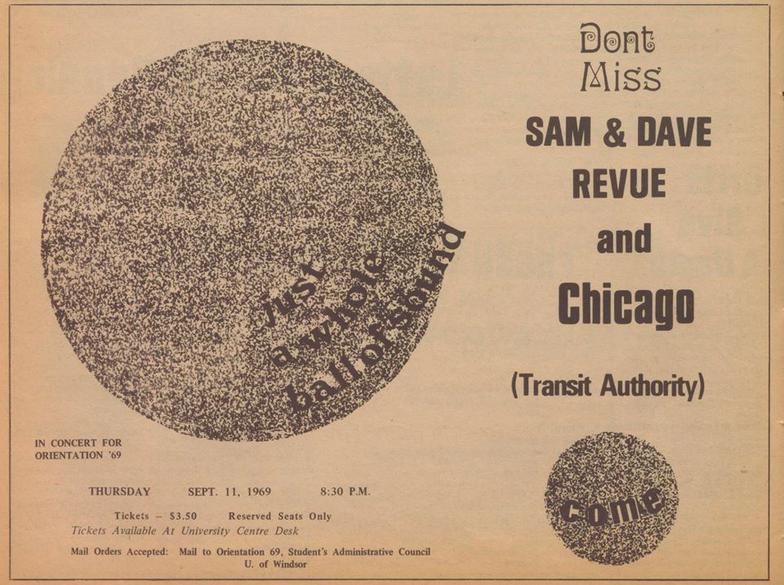 Dont
Miss
SAM & DAVE
REVUE
and
Chicago
(Transit Authority)
come
just
a whole
ball of sound
IN CONCERT FOR
ORIENTATION '69
THURSDAY SEPT. 11, 1969 8:30 P.M.
Tickets – $3.50 Reserved Seats Only
Tickets Available At University Centre Desk
Mail Orders Accepted: Mail to Orientation 69, Student's Administrative Council
U. of Windsor